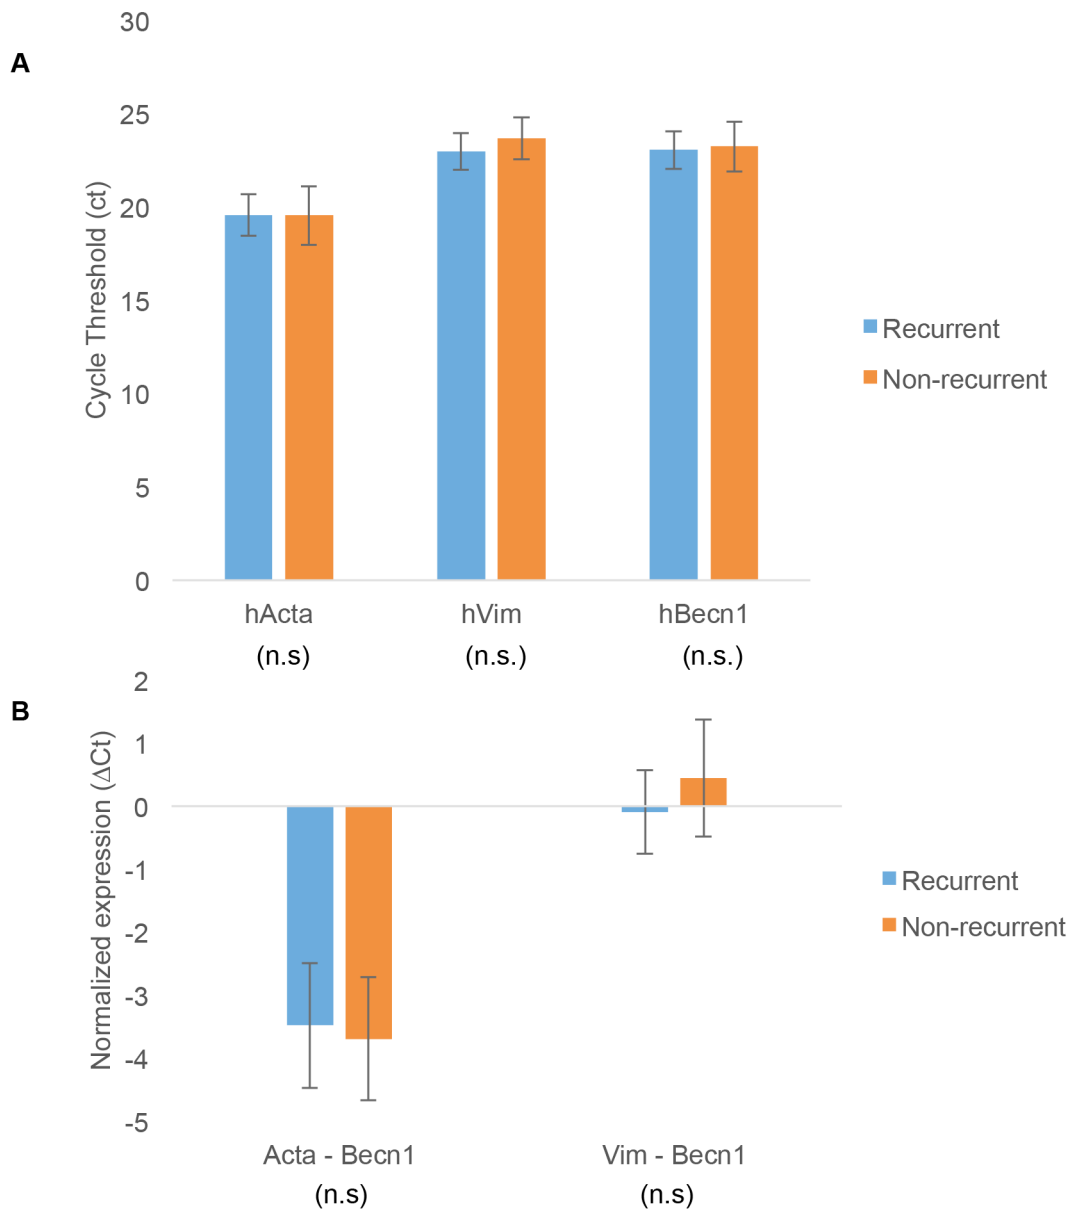 A
30
25
20
15
10
5
0
Cycle Threshold (ct)
Recurrent
Non-recurrent
hActa
hVim
hBecn1
(n.s)
(n.s.)
(n.s.)
B
2
1
0
-1
-2
-3
-4
-5
Normalized expression (∆Ct)
Recurrent
Non-recurrent
Acta - Becn1
Vim - Becn1
(n.s)
(n.s)